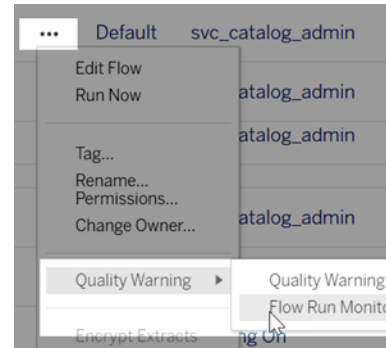 ••• Default svc_catalog_admin
Edit Flow
Run Now
atalog_admin
atalog_admin
Tag...
Rename...
Permissions...
atalog_admin
Change Owner...
Quality Warning ▸ Quality Warning
Flow Run Monito
Encrypt Extracts ng On